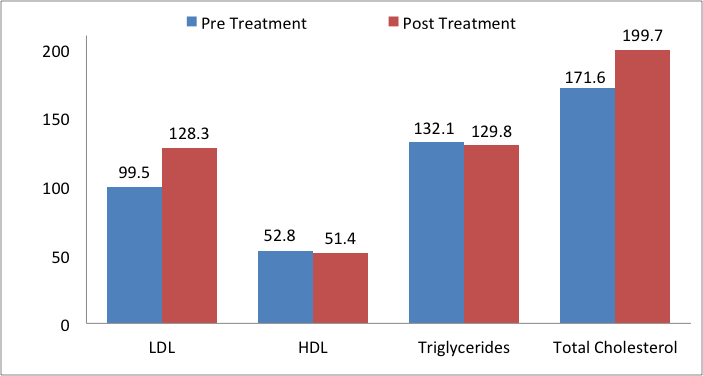 Pre Treatment Post Treatment
200
150
100
50
0
99.5
128.3
52.8
51.4
132.1
129.8
171.6
199.7
LDL
HDL
Triglycerides
Total Cholesterol